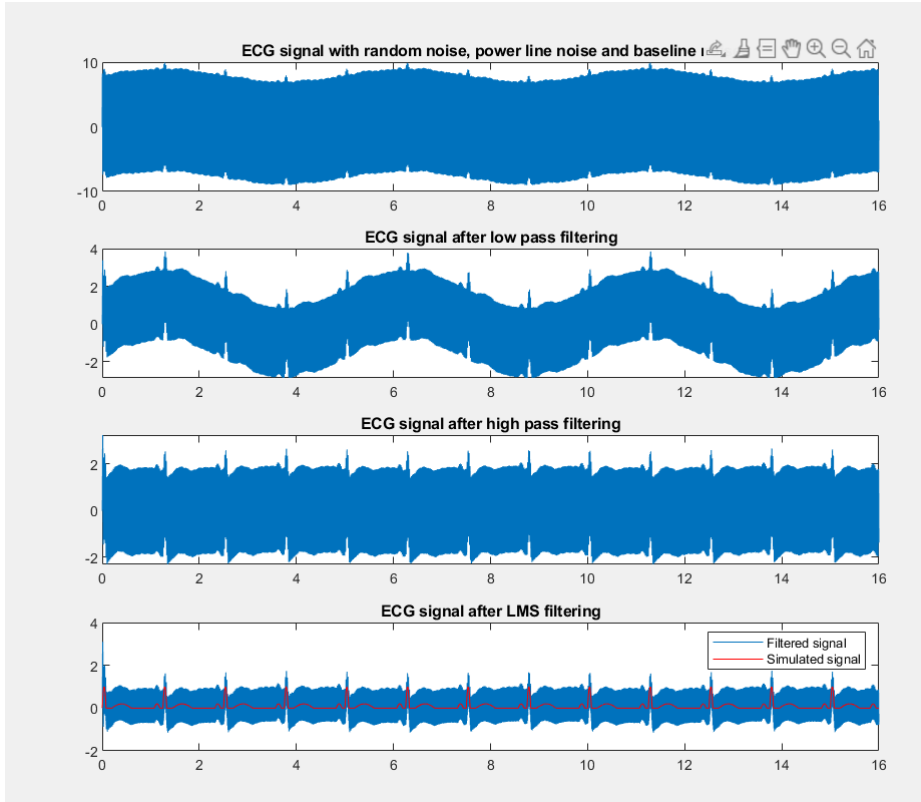 ECG signal with random noise, power line noise and baseline
10
0
-10
0 2 4 6 8 10 12 14 16
ECG signal after low pass filtering
4
2
0
-2
0 2 4 6 8 10 12 14 16
ECG signal after high pass filtering
2
0
-2
0 2 4 6 8 10 12 14 16
ECG signal after LMS filtering
4
2
0
-2
Filtered signal
Simulated signal
0 2 4 6 8 10 12 14 16